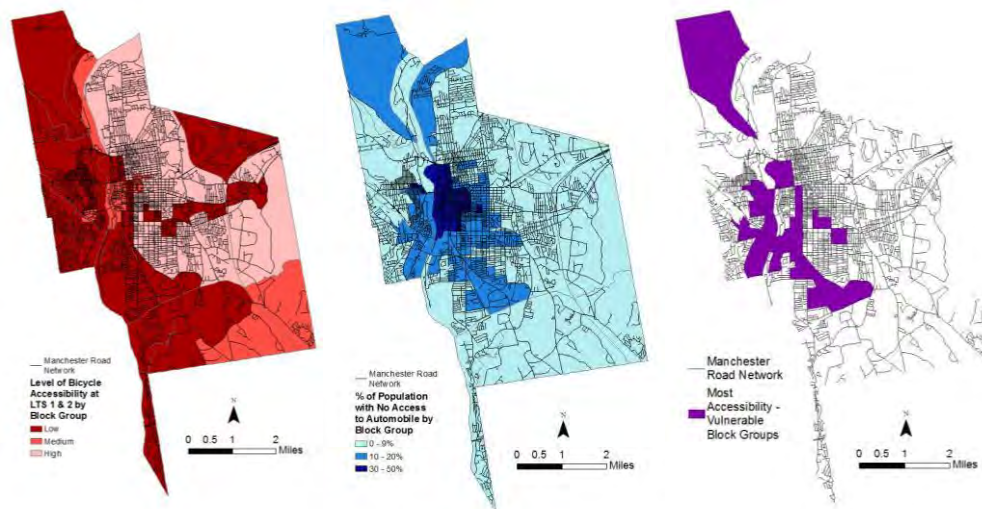 Manchester Road
Network
Level of Bicycle
Accessibility at
LTS 1 & 2 by
Block Group
Low
Medium
High
N
0 0.5 1 2
Miles
Manchester Road
Network
% of Population
with No Access
to Automobile by
Block Group
0 - 9%
10 - 20%
30 - 50%
N
0 0.5 1 2
Miles
Manchester
Road Network
Most
Accessibility -
Vulnerable
Block Groups
N
0 0.5 1 2
Miles